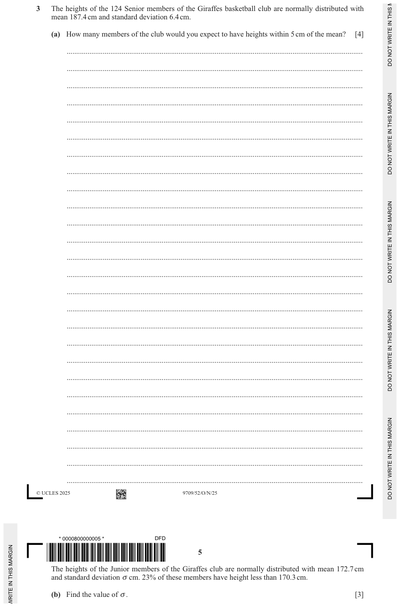 3 The heights of the 124 Senior members of the Giraffes basketball club are normally distributed with
mean 187.4 cm and standard deviation 6.4 cm.
(a) How many members of the club would you expect to have heights within 5 cm of the mean? [4]
DO NOT WRITE IN THIS MARGIN
DO NOT WRITE IN THIS MARGIN
DO NOT WRITE IN THIS MARGIN
DO NOT WRITE IN THIS MARGIN
DO NOT WRITE IN THIS MARGIN
© UCLES 2025 9709/52/O/N/25
* 0000800000005 * DFD
5
WRITE IN THIS MARGIN
The heights of the Junior members of the Giraffes club are normally distributed with mean 172.7 cm
and standard deviation σ cm. 23% of these members have height less than 170.3 cm.
(b) Find the value of σ. [3]